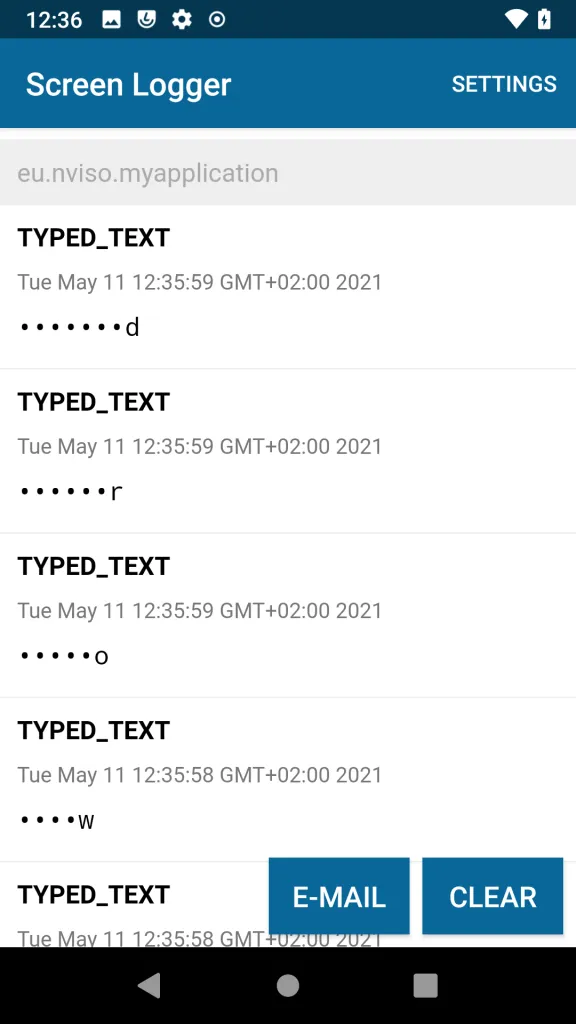 12:36
Screen Logger
SETTINGS
eu.nviso.myapplication
TYPED_TEXT
Tue May 11 12:35:59 GMT+02:00 2021
•••••••d
TYPED_TEXT
Tue May 11 12:35:59 GMT+02:00 2021
••••••r
TYPED_TEXT
Tue May 11 12:35:59 GMT+02:00 2021
•••••o
TYPED_TEXT
Tue May 11 12:35:58 GMT+02:00 2021
••••w
TYPED_TEXT
E-MAIL
CLEAR
Tue May 11 12:35:58 GMT+02:00 2021